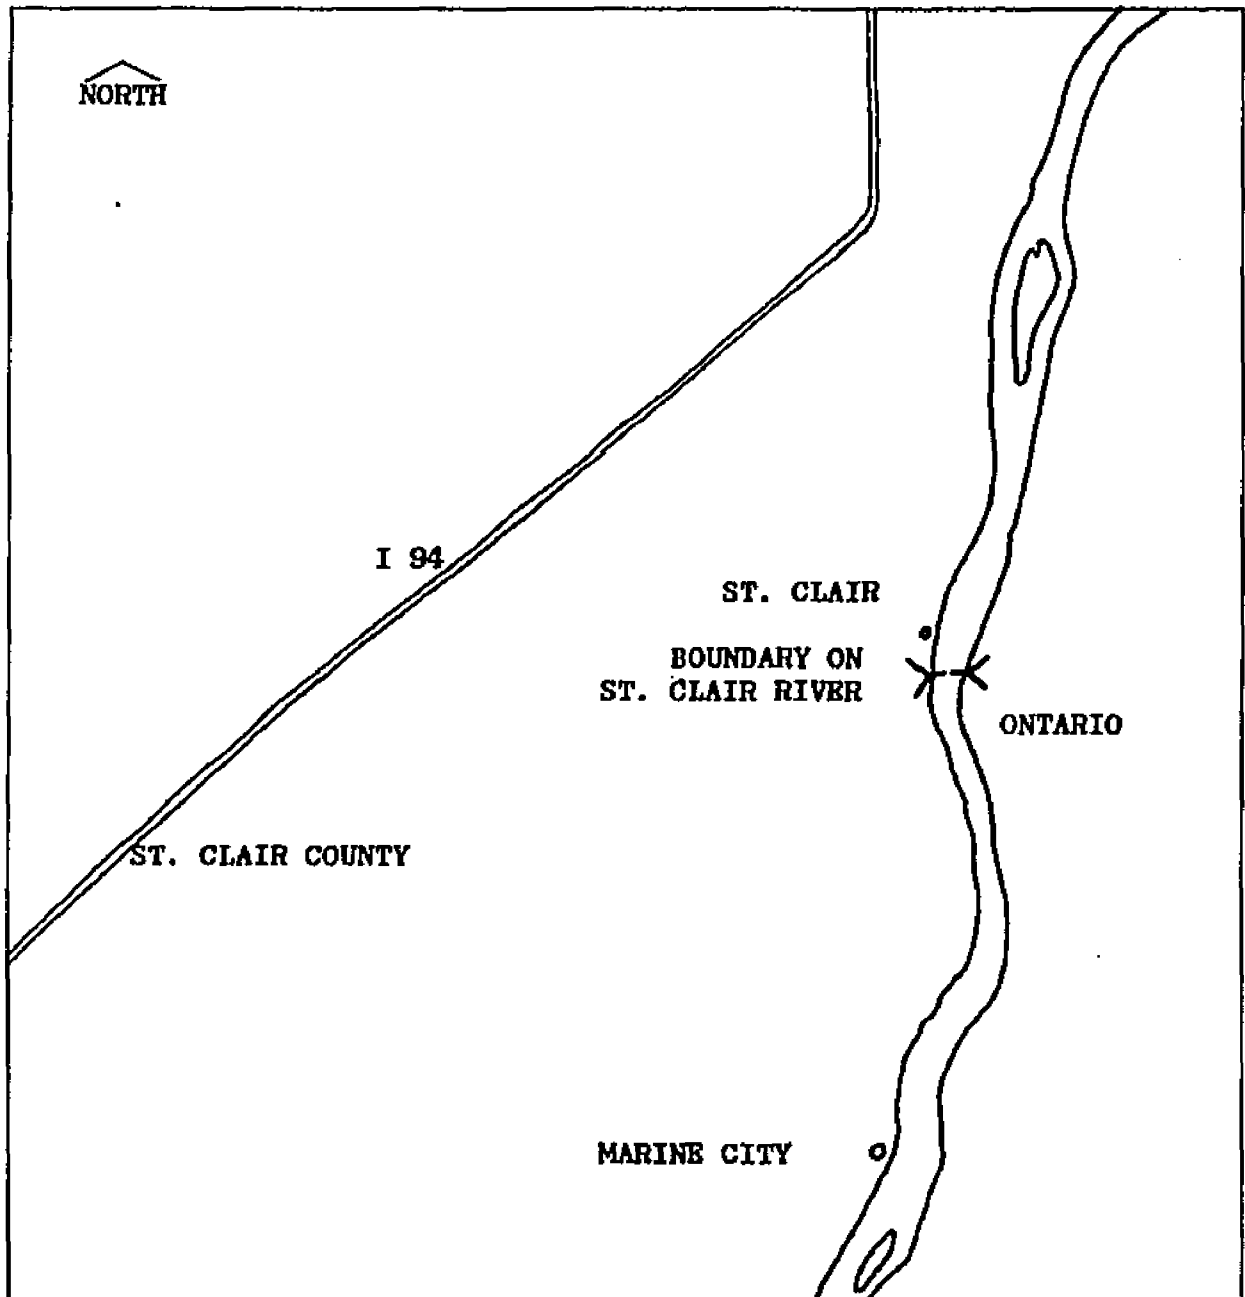 NORTH
I 94
ST. CLAIR
BOUNDARY ON
ST. CLAIR RIVER
ONTARIO
ST. CLAIR COUNTY
MARINE CITY